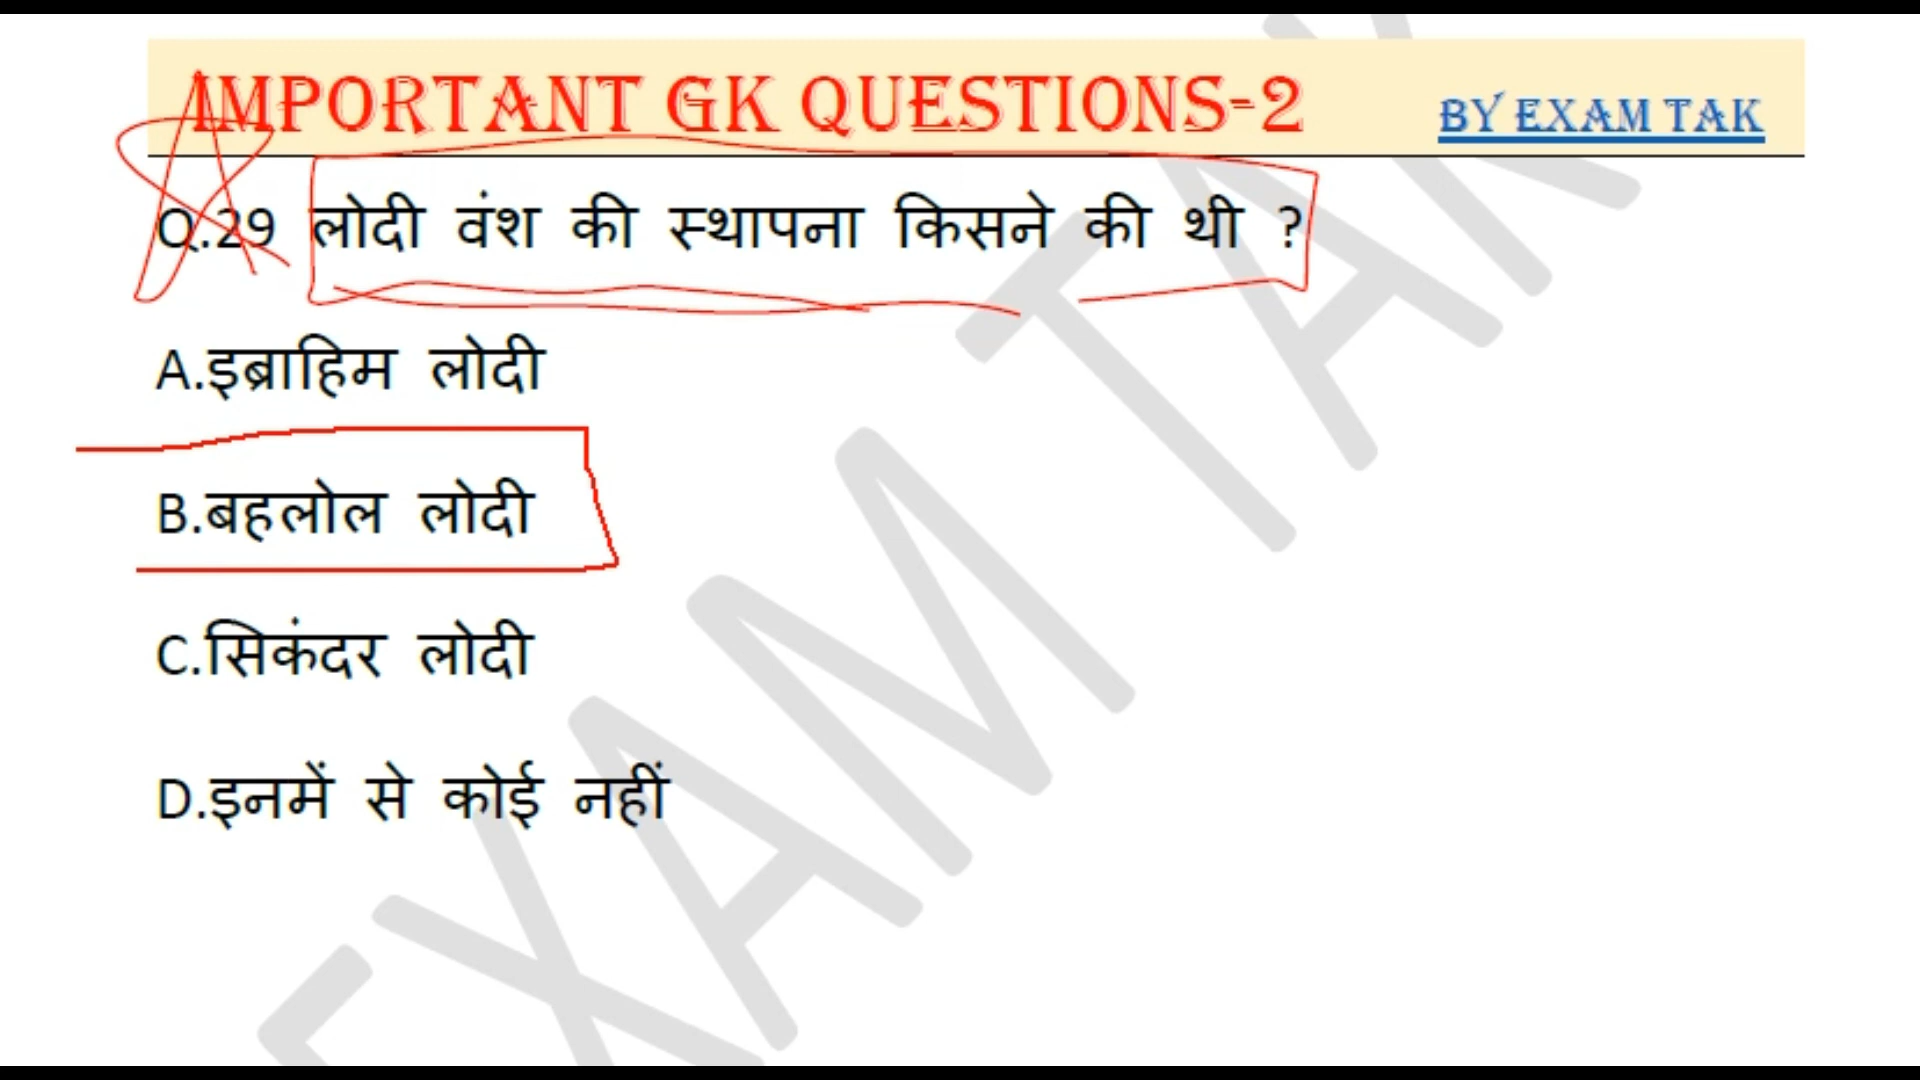 IMPORTANT GK QUESTIONS-2 BY EXAM TAK
Q.29 लोदी वंश की स्थापना किसने की थी ?
A.इब्राहिम लोदी
B.बहलोल लोदी
C.सिकंदर लोदी
D.इनमें से कोई नहीं
EXAM TAK